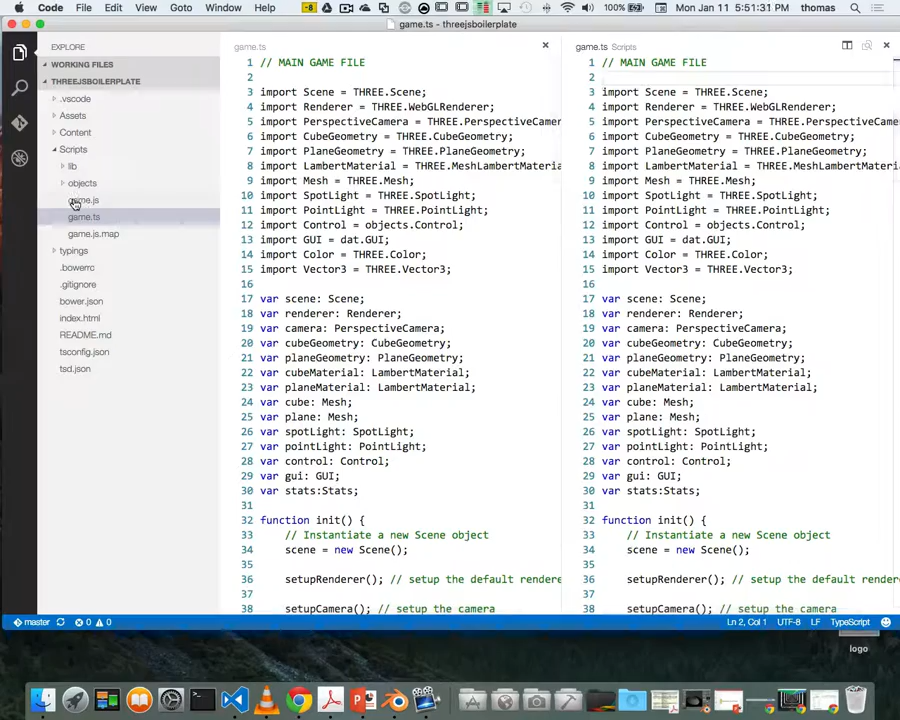 Code File Edit View Goto Window Help
8
100%
Mon Jan 11 5:51:31 PM thomas
game.ts — threejsboilerplate
EXPLORE
WORKING FILES
THREEJSBOILERPLATE
.vscode
Assets
Content
Scripts
lib
objects
game.js
game.ts
game.js.map
typings
.bowerrc
.gitignore
bower.json
index.html
README.md
tsconfig.json
tsd.json
game.ts
1 // MAIN GAME FILE
2
3 import Scene = THREE.Scene;
4 import Renderer = THREE.WebGLRenderer;
5 import PerspectiveCamera = THREE.PerspectiveCamer
6 import CubeGeometry = THREE.CubeGeometry;
7 import PlaneGeometry = THREE.PlaneGeometry;
8 import LambertMaterial = THREE.MeshLambertMateria
9 import Mesh = THREE.Mesh;
10 import SpotLight = THREE.SpotLight;
11 import PointLight = THREE.PointLight;
12 import Control = objects.Control;
13 import GUI = dat.GUI;
14 import Color = THREE.Color;
15 import Vector3 = THREE.Vector3;
16
17 var scene: Scene;
18 var renderer: Renderer;
19 var camera: PerspectiveCamera;
20 var cubeGeometry: CubeGeometry;
21 var planeGeometry: PlaneGeometry;
22 var cubeMaterial: LambertMaterial;
23 var planeMaterial: LambertMaterial;
24 var cube: Mesh;
25 var plane: Mesh;
26 var spotLight: SpotLight;
27 var pointLight: PointLight;
28 var control: Control;
29 var gui: GUI;
30 var stats:Stats;
31
32 function init() {
33 // Instantiate a new Scene object
34 scene = new Scene();
35
36 setupRenderer(); // setup the default rendere
37
38 setupCamera(); // setup the camera
game.ts Scripts
1 // MAIN GAME FILE
2
3 import Scene = THREE.Scene;
4 import Renderer = THREE.WebGLRenderer;
5 import PerspectiveCamera = THREE.PerspectiveCamera
6 import CubeGeometry = THREE.CubeGeometry;
7 import PlaneGeometry = THREE.PlaneGeometry;
8 import LambertMaterial = THREE.MeshLambertMaterial
9 import Mesh = THREE.Mesh;
10 import SpotLight = THREE.SpotLight;
11 import PointLight = THREE.PointLight;
12 import Control = objects.Control;
13 import GUI = dat.GUI;
14 import Color = THREE.Color;
15 import Vector3 = THREE.Vector3;
16
17 var scene: Scene;
18 var renderer: Renderer;
19 var camera: PerspectiveCamera;
20 var cubeGeometry: CubeGeometry;
21 var planeGeometry: PlaneGeometry;
22 var cubeMaterial: LambertMaterial;
23 var planeMaterial: LambertMaterial;
24 var cube: Mesh;
25 var plane: Mesh;
26 var spotLight: SpotLight;
27 var pointLight: PointLight;
28 var control: Control;
29 var gui: GUI;
30 var stats:Stats;
31
32 function init() {
33 // Instantiate a new Scene object
34 scene = new Scene();
35
36 setupRenderer(); // setup the default rendere
37
38 setupCamera(); // setup the camera
master 0 0
Ln 2, Col 1 UTF-8 LF TypeScript
logo